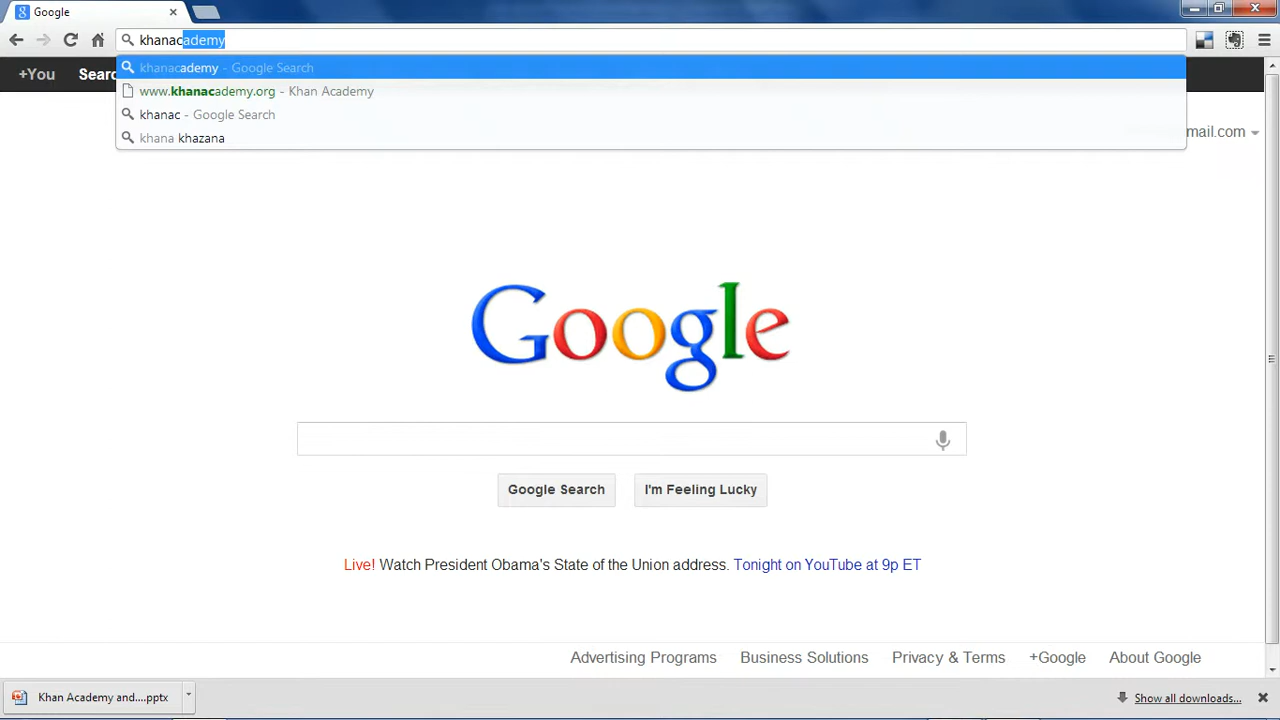 Google
khanacademy
khanacademy - Google Search
www.khanacademy.org - Khan Academy
khanac - Google Search
khana khazana
+You Searc
mail.com
Google
Google Search I'm Feeling Lucky
Live! Watch President Obama's State of the Union address. Tonight on YouTube at 9p ET
Advertising Programs Business Solutions Privacy & Terms +Google About Google
Khan Academy and....pptx Show all downloads...